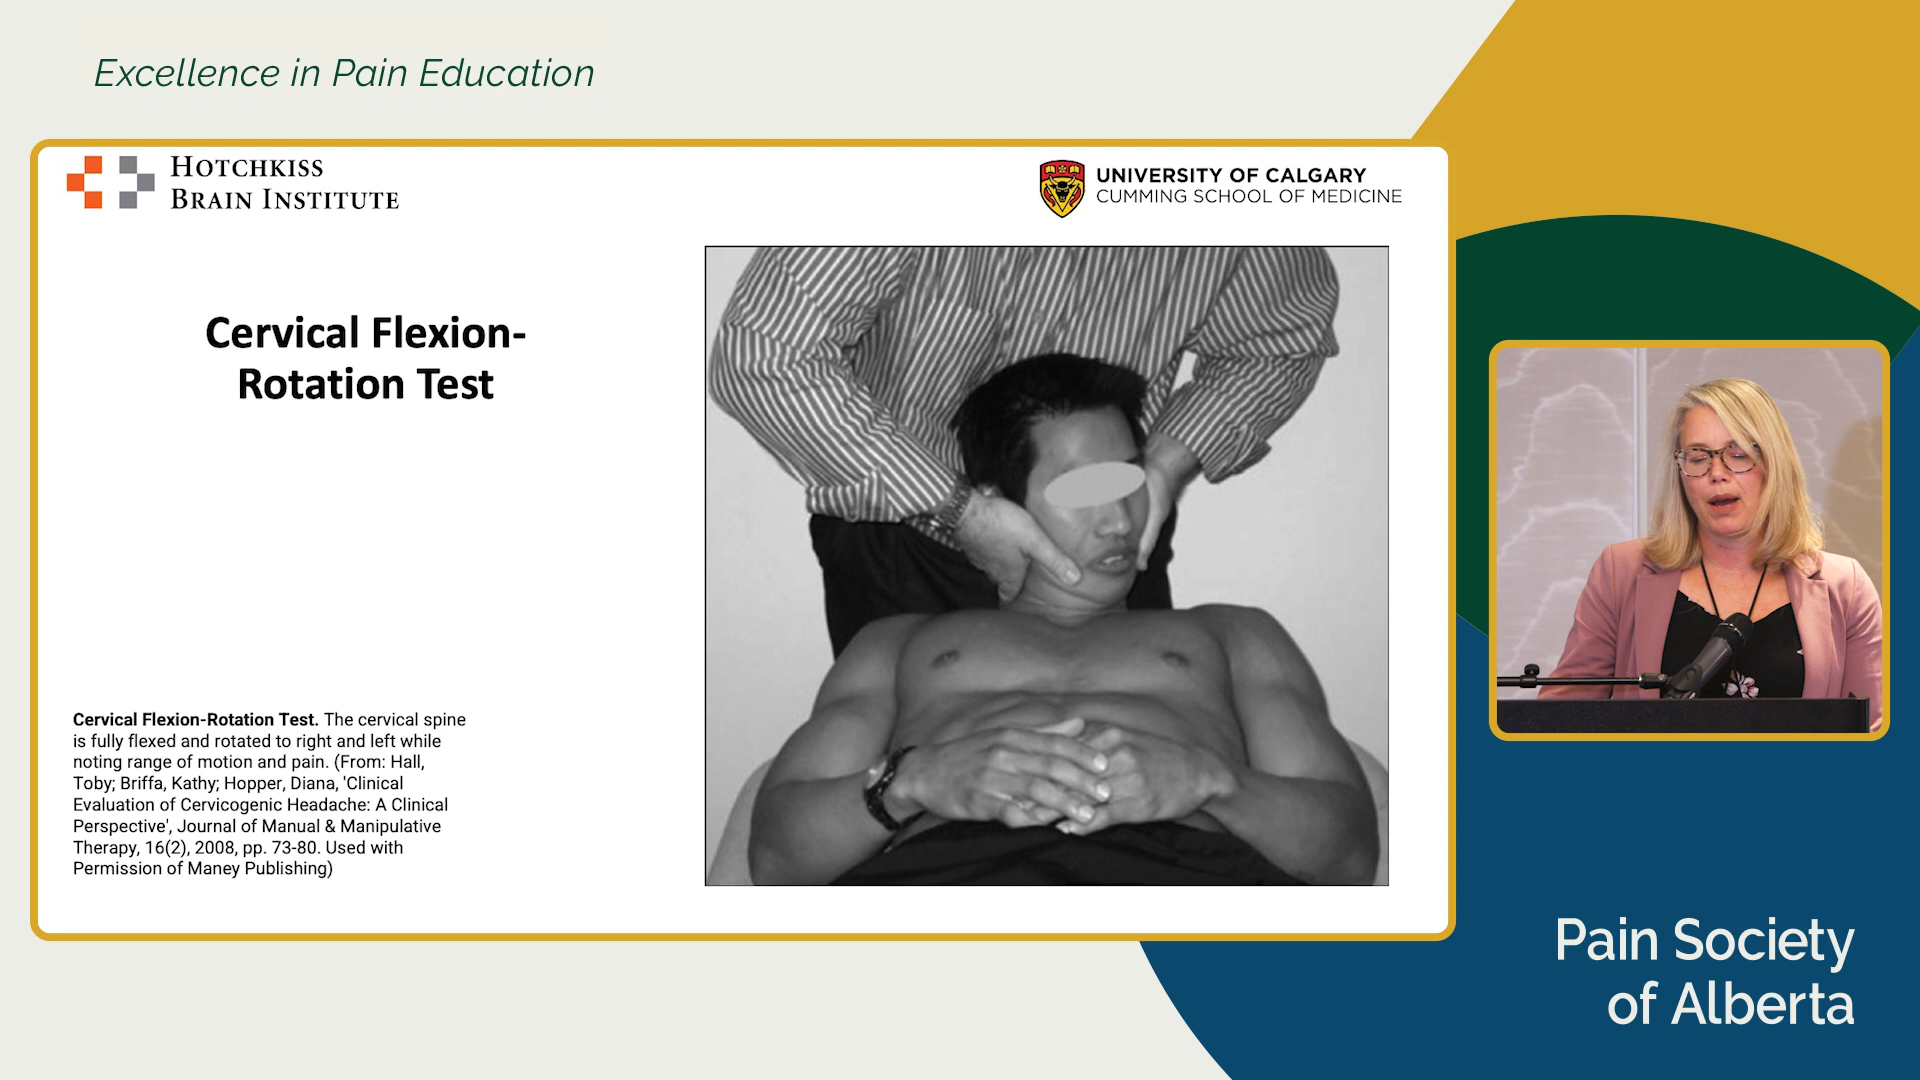 Excellence in Pain Education
HOTCHKISS
BRAIN INSTITUTE
UNIVERSITY OF CALGARY
CUMMING SCHOOL OF MEDICINE
Cervical Flexion-
Rotation Test
Cervical Flexion-Rotation Test. The cervical spine
is fully flexed and rotated to right and left while
noting range of motion and pain. (From: Hall,
Toby; Briffa, Kathy; Hopper, Diana, 'Clinical
Evaluation of Cervicogenic Headache: A Clinical
Perspective', Journal of Manual & Manipulative
Therapy, 16(2), 2008, pp. 73-80. Used with
Permission of Maney Publishing)
Pain Society
of Alberta